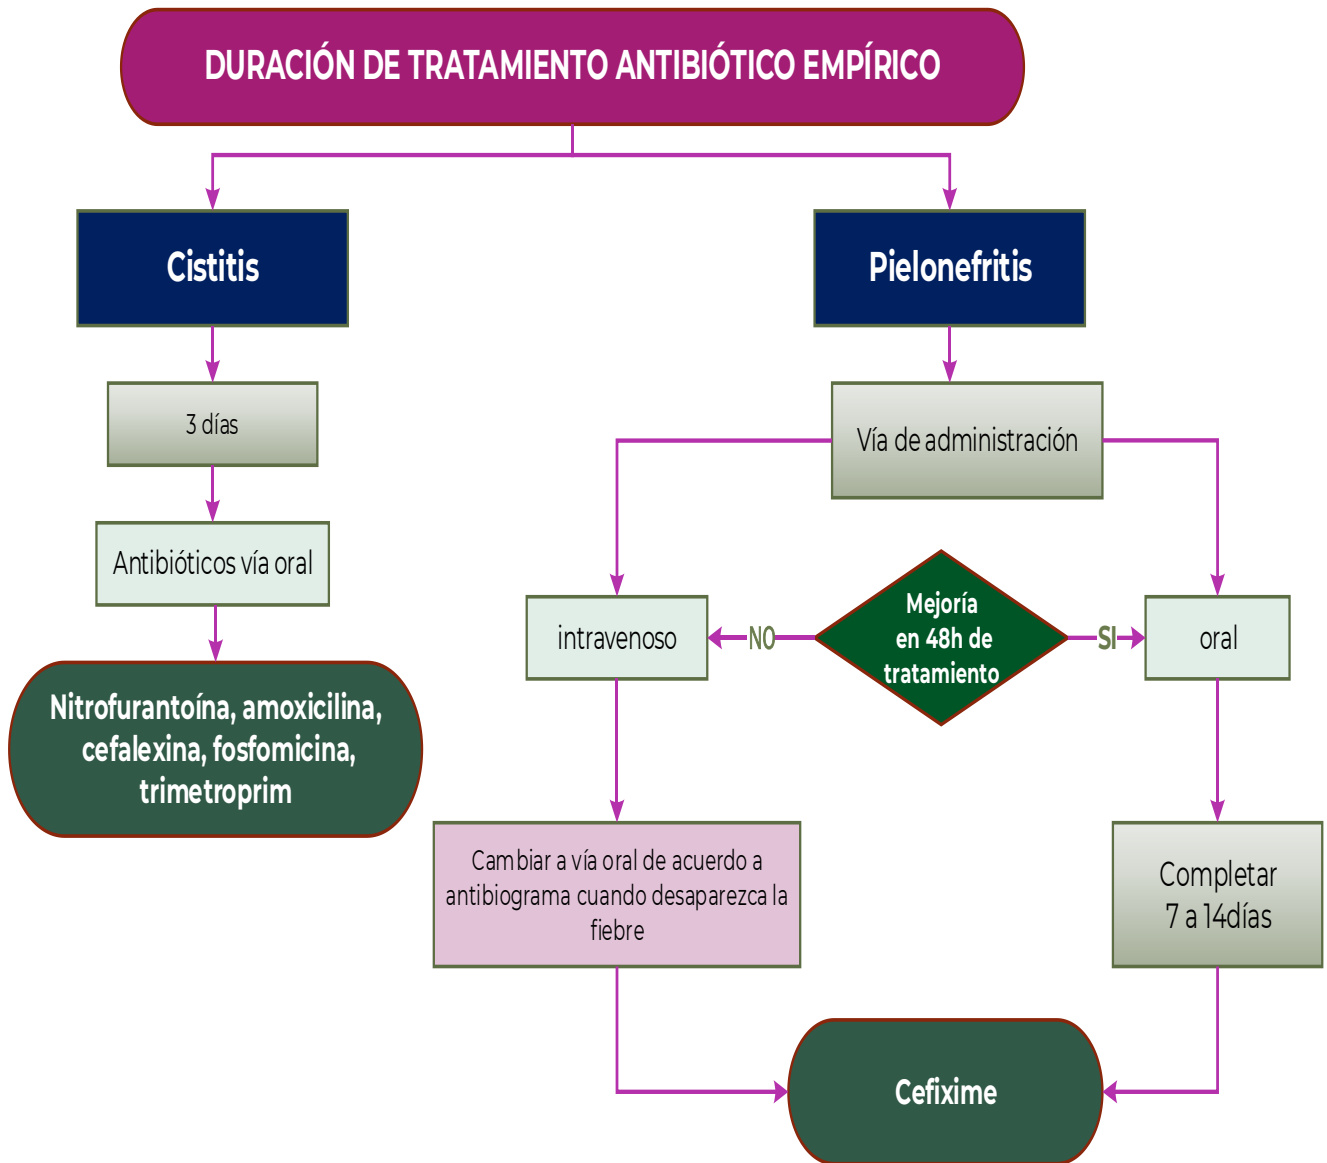 DURACIÓN DE TRATAMIENTO ANTIBIÓTICO EMPÍRICO
Cistitis
3 días
Antibióticos vía oral
Nitrofurantoína, amoxicilina,
cefalexina, fosfomicina,
trimetroprim
Pielonefritis
Vía de administración
intravenoso
NO
Mejoría
en 48h de
tratamiento
SI
oral
Cambiar a vía oral de acuerdo a
antibiograma cuando desaparezca la
fiebre
Completar
7 a 14días
Cefixime